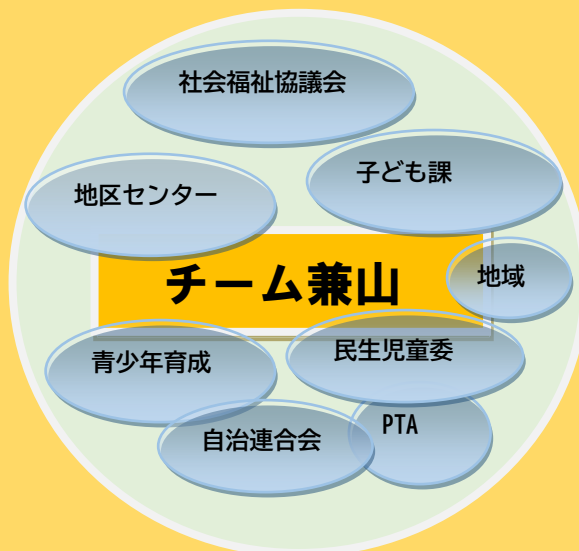 社会福祉協議会
子ども課
地区センター
チーム兼山
地域
民生児童委
青少年育成
PTA
自治連合会